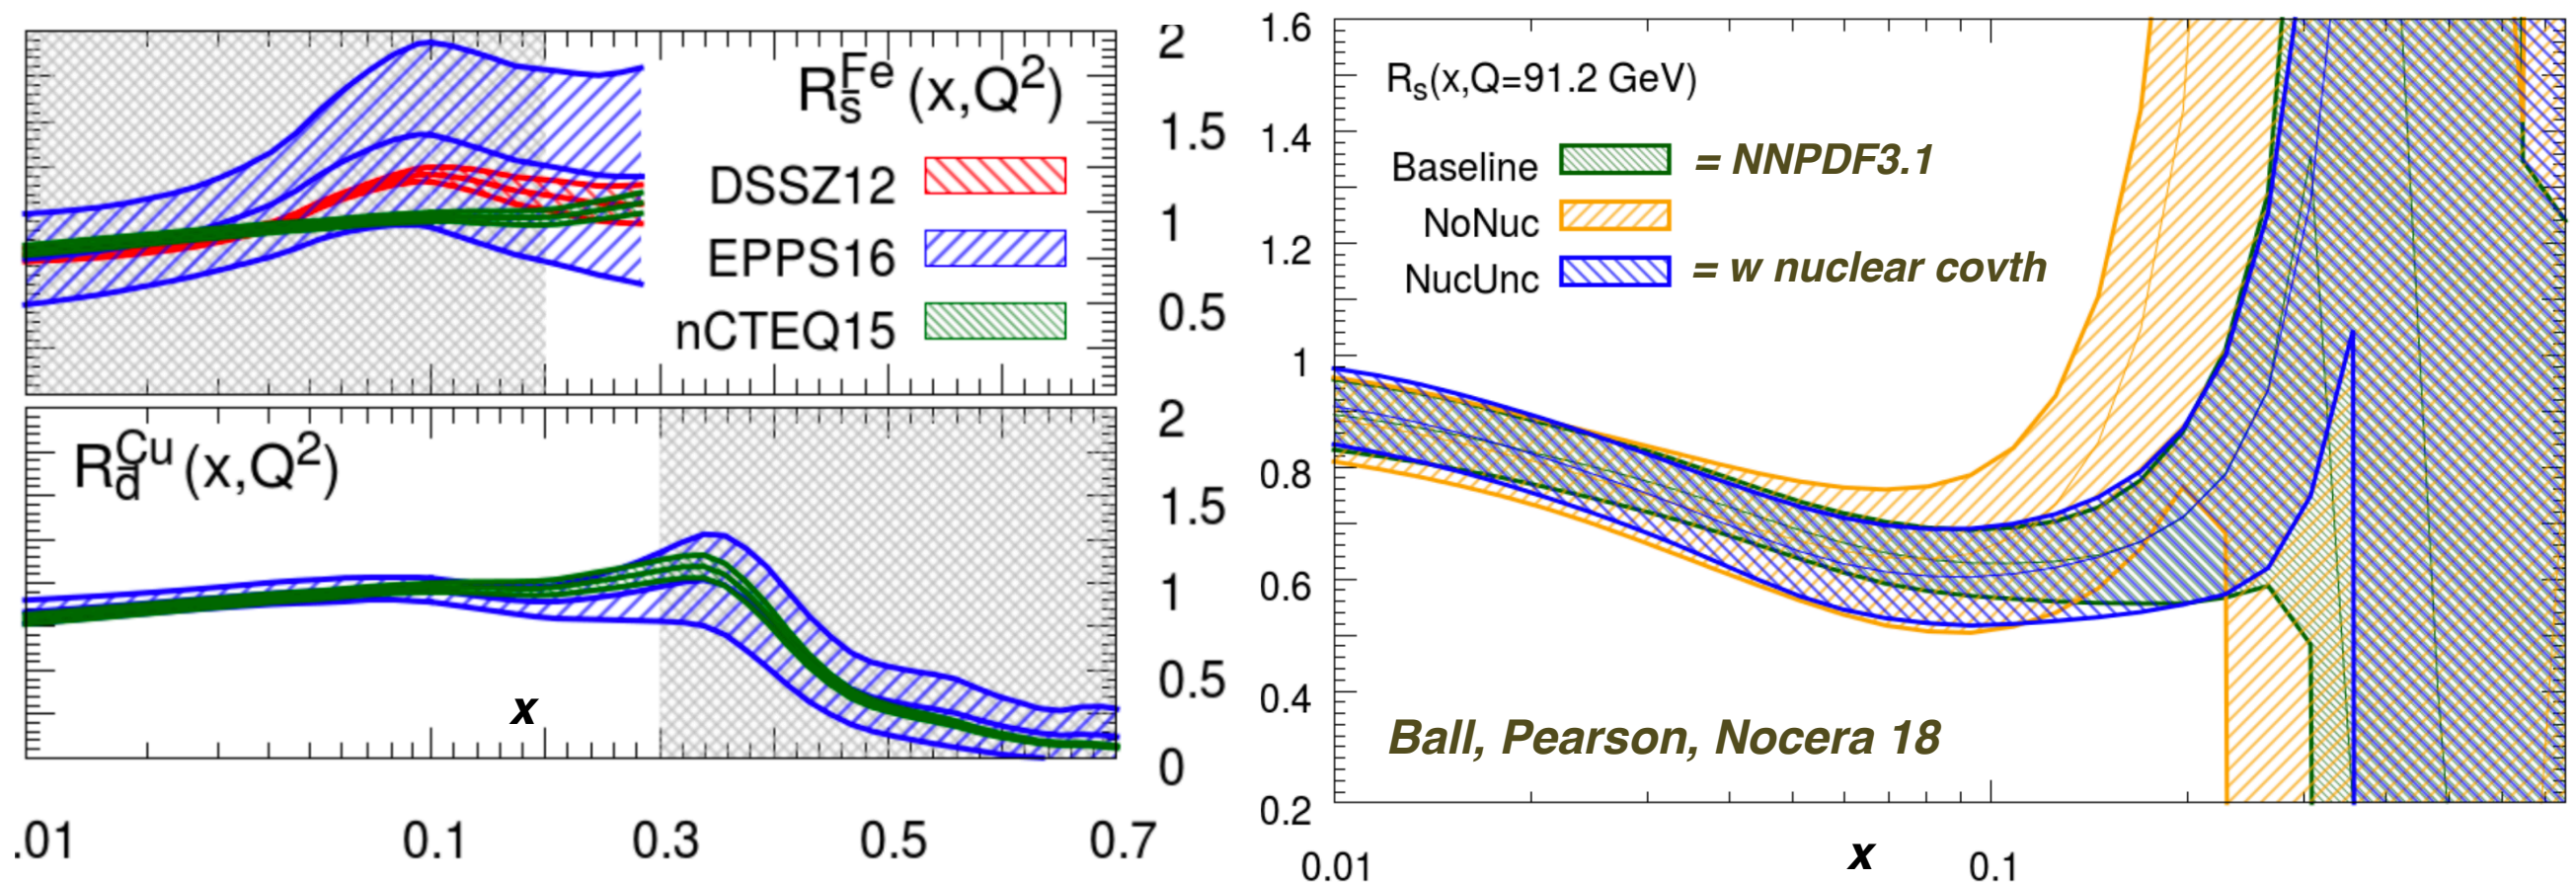 R_s̄^Fe (x,Q²)
DSSZ12
EPPS16
nCTEQ15
2
1.5
1
0.5
R_d̄^Cu (x,Q²)
x
2
1.5
1
0.5
0
.01 0.1 0.3 0.5 0.7
1.6
1.4
1.2
1
0.8
0.6
0.4
0.2
R_s(x,Q=91.2 GeV)
Baseline = NNPDF3.1
NoNuc
NucUnc = w nuclear covth
Ball, Pearson, Nocera 18
0.01 x 0.1